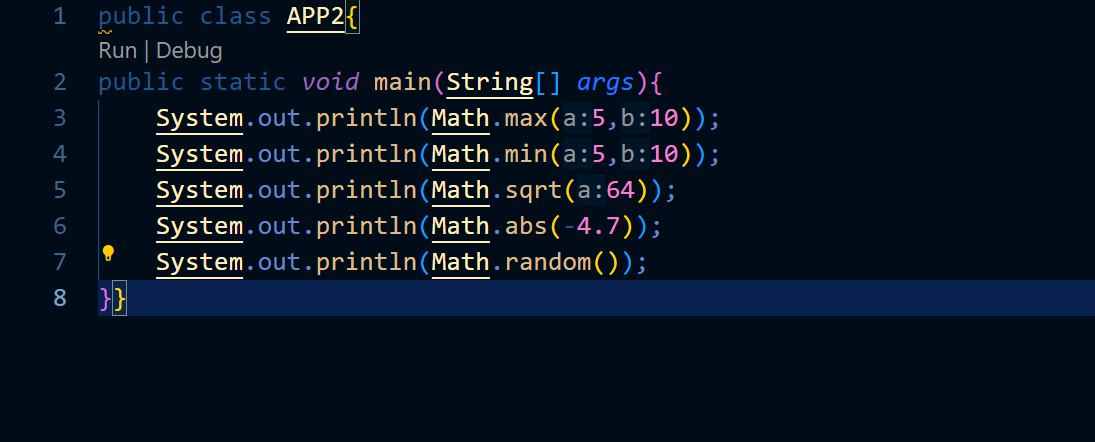 1 public class APP2{
Run | Debug
2 public static void main(String[] args){
3 System.out.println(Math.max(a:5,b:10));
4 System.out.println(Math.min(a:5,b:10));
5 System.out.println(Math.sqrt(a:64));
6 System.out.println(Math.abs(-4.7));
7 System.out.println(Math.random());
8 }}